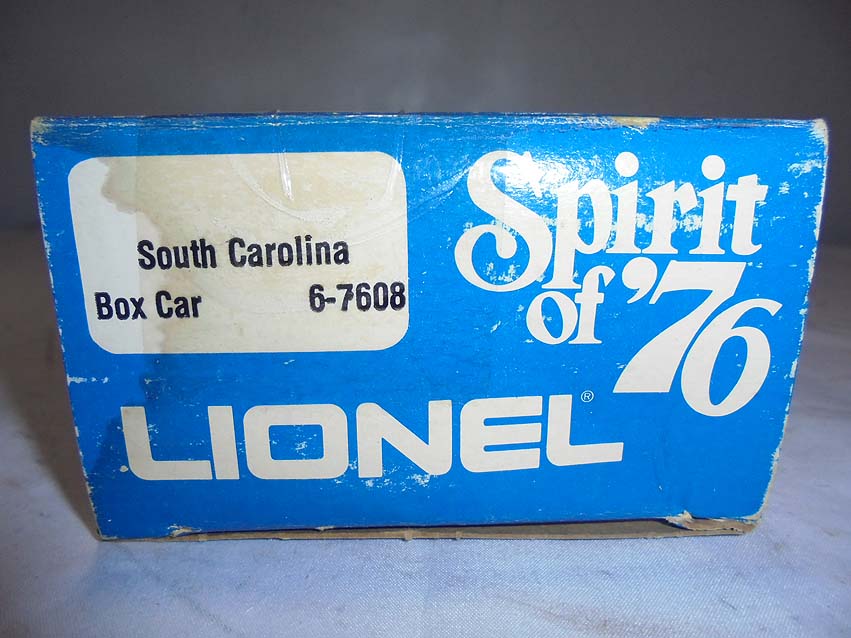 South Carolina
Box Car 6-7608
Spirit
of '76
LIONEL®